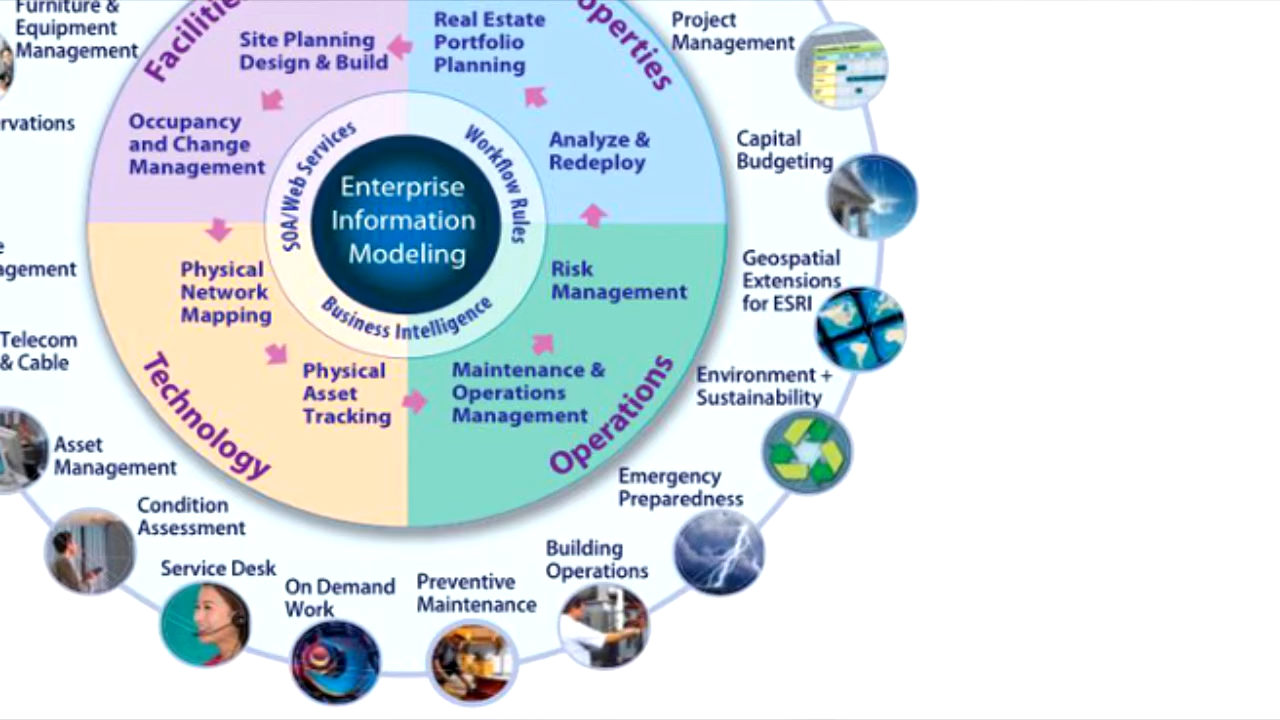 Furniture &
Equipment
Management
rvations
agement
Telecom
& Cable
Asset
Management
Condition
Assessment
Service Desk
On Demand
Work
Preventive
Maintenance
Building
Operations
Emergency
Preparedness
Environment +
Sustainability
Geospatial
Extensions
for ESRI
Capital
Budgeting
Project
Management
Facilitie
operties
Technology
Operations
Site Planning
Design & Build
Real Estate
Portfolio
Planning
Occupancy
and Change
Management
Analyze &
Redeploy
Physical
Network
Mapping
Risk
Management
Physical
Asset
Tracking
Maintenance &
Operations
Management
SOA/Web Services
Workflow Rules
Business Intelligence
Enterprise
Information
Modeling